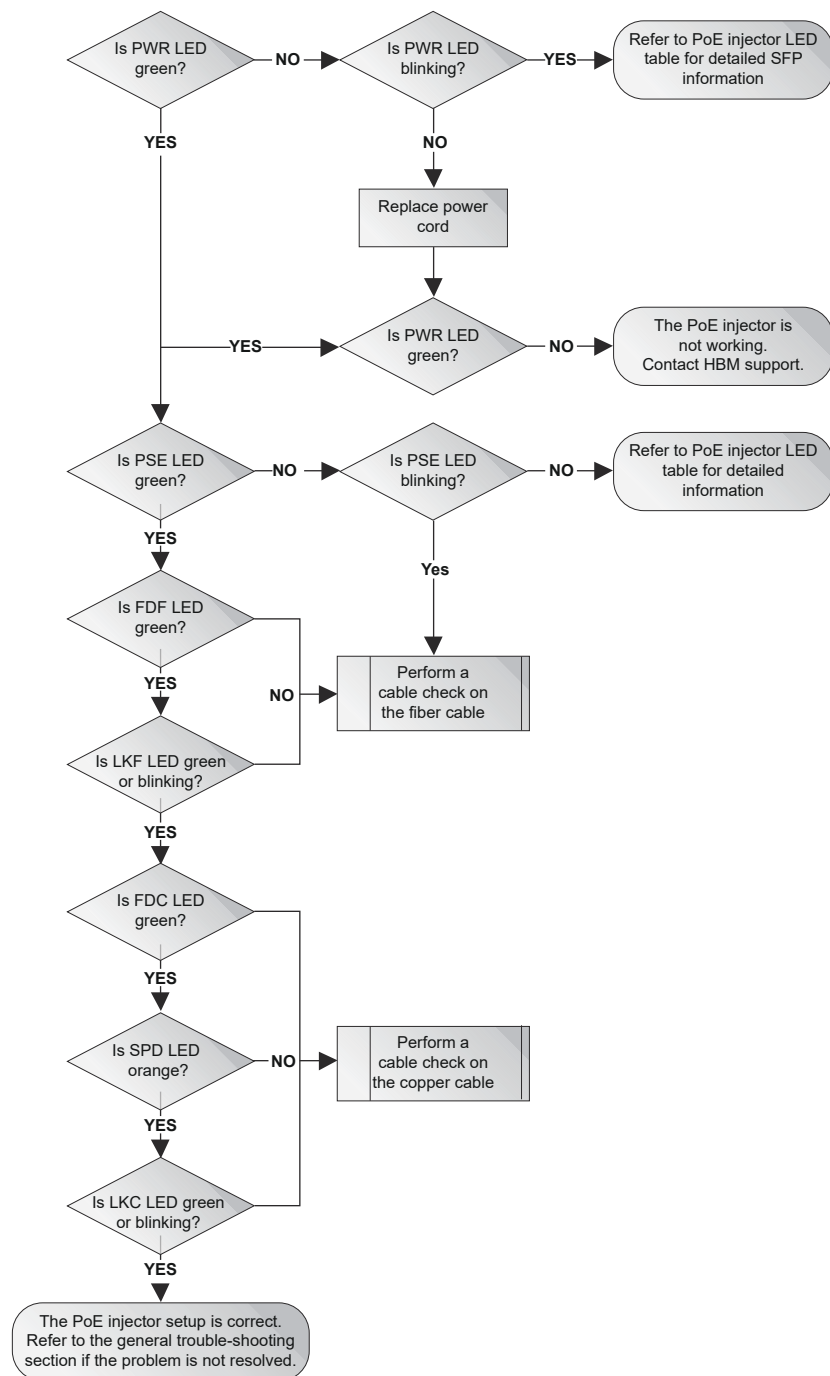 Is PWR LED
green?
NO
Is PWR LED
blinking?
YES
Refer to PoE injector LED
table for detailed SFP
information
YES
NO
Replace power
cord
YES
Is PWR LED
green?
NO
The PoE injector is
not working.
Contact HBM support.
Is PSE LED
green?
NO
Is PSE LED
blinking?
NO
Refer to PoE injector LED
table for detailed
information
YES
Yes
Is FDF LED
green?
YES
NO
Perform a
cable check on
the fiber cable
Is LKF LED green
or blinking?
YES
Is FDC LED
green?
YES
Is SPD LED
orange?
NO
Perform a
cable check on
the copper cable
YES
Is LKC LED green
or blinking?
YES
The PoE injector setup is correct.
Refer to the general trouble-shooting
section if the problem is not resolved.